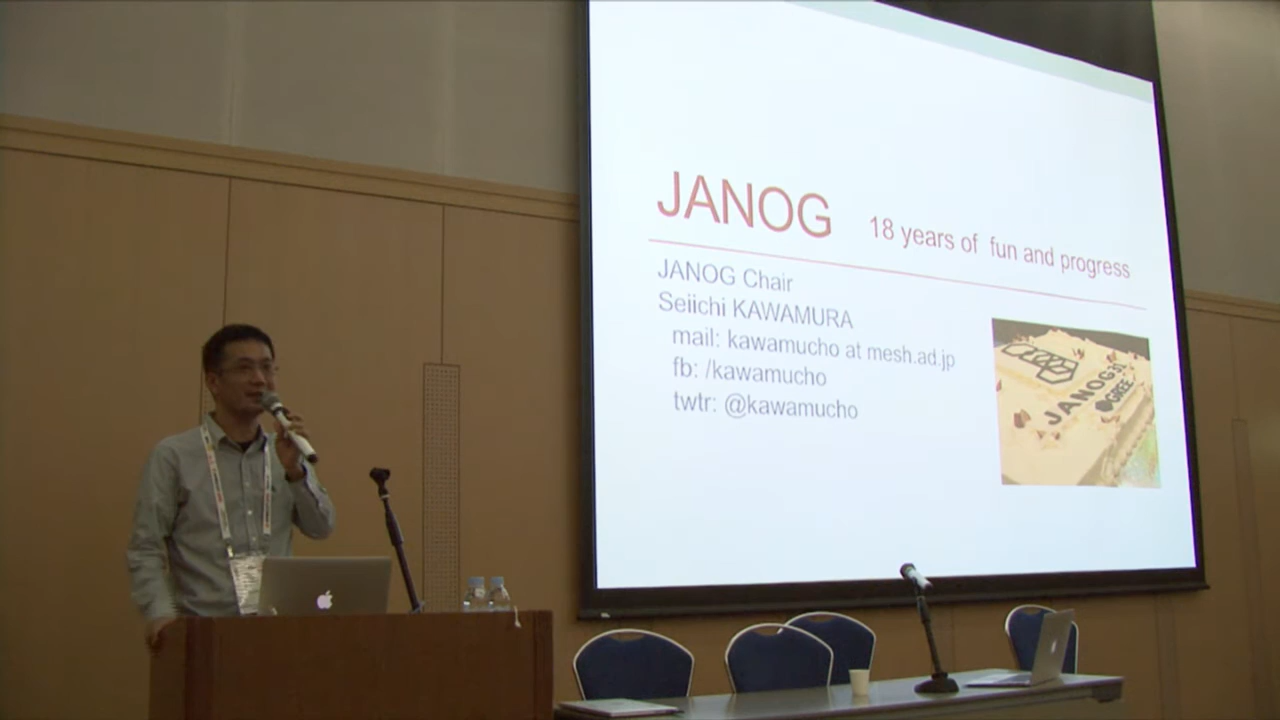 JANOG 18 years of fun and progress
JANOG Chair
Seiichi KAWAMURA
mail: kawamucho at mesh.ad.jp
fb: /kawamucho
twtr: @kawamucho
JANOG31
GREE